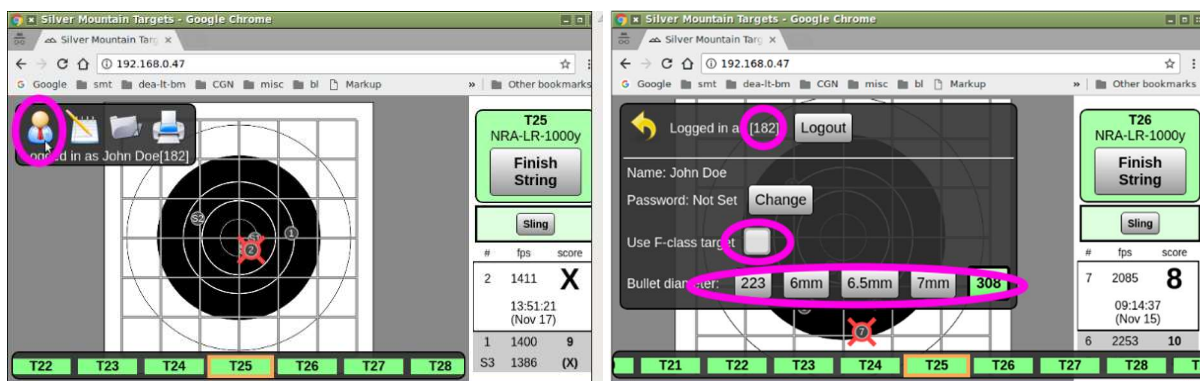 Silver Mountain Targets - Google Chrome
Silver Mountain Targ ×
192.168.0.47
Google smt dea-lt-bm CGN misc bl Markup » Other bookmarks
Logged in as John Doe[182]
T25
NRA-LR-1000y
Finish
String
Sling
# fps score
2 1411 X
13:51:21
(Nov 17)
1 1400 9
S3 1386 (X)
S2
1
2
T22 T23 T24 T25 T26 T27 T28
Silver Mountain Targets - Google Chrome
Silver Mountain Targ ×
192.168.0.47
Google smt dea-lt-bm CGN misc bl Markup » Other bookmarks
Logged in as [182] Logout
Name: John Doe
Password: Not Set Change
Use F-class target
Bullet diameter: 223 6mm 6.5mm 7mm 308
7
T26
NRA-LR-1000y
Finish
String
Sling
# fps score
7 2085 8
09:14:37
(Nov 15)
6 2253 10
T21 T22 T23 T24 T25 T26 T27 T28